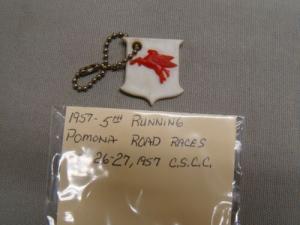 1957- 5TH RUNNING
POMONA ROAD RACES
26-27, 1957 C.S.C.C.